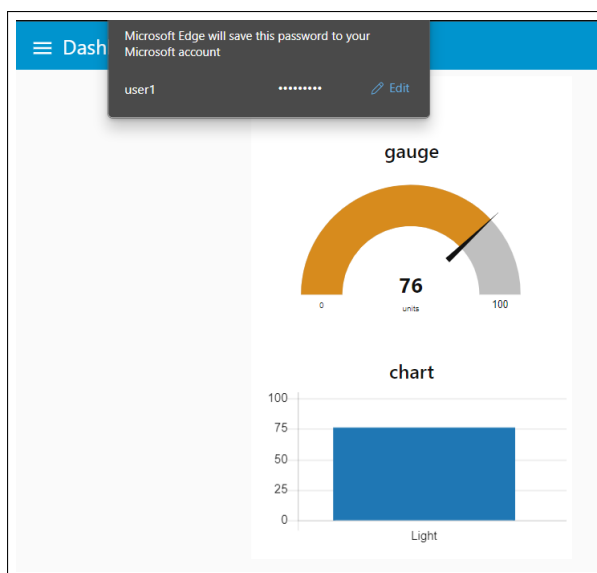 Microsoft Edge will save this password to your
Microsoft account
Dash
user1 ••••••••• Edit
gauge
76
0 units 100
chart
100
75
50
25
0
Light